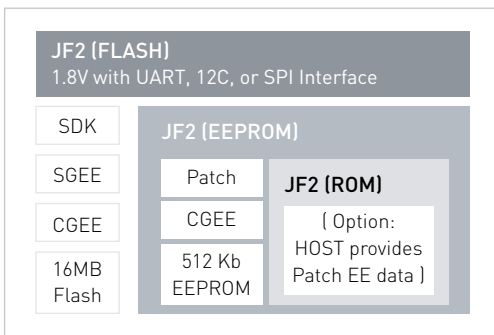 JF2 (FLASH)
1.8V with UART, 12C, or SPI Interface
SDK
SGEE
CGEE
16MB
Flash
JF2 (EEPROM)
Patch
CGEE
512 Kb
EEPROM
JF2 (ROM)
( Option:
HOST provides
Patch EE data )